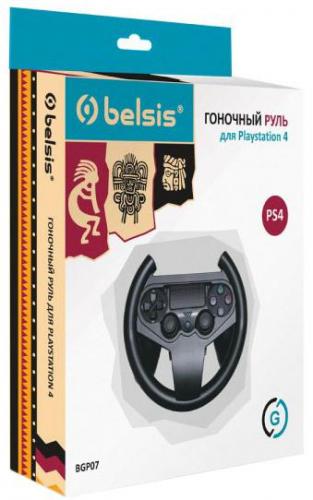 belsis®
ГОНОЧНЫЙ РУЛЬ
для Playstation 4
PS4
G
BGP07
belsis®
ГОНОЧНЫЙ РУЛЬ ДЛЯ PLAYSTATION 4